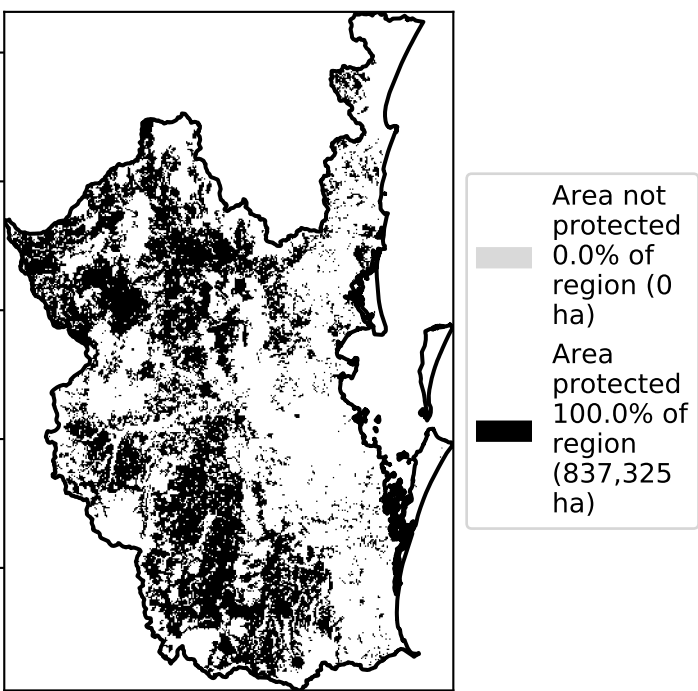 Area not
protected
0.0% of
region (0
ha)
Area
protected
100.0% of
region
(837,325
ha)